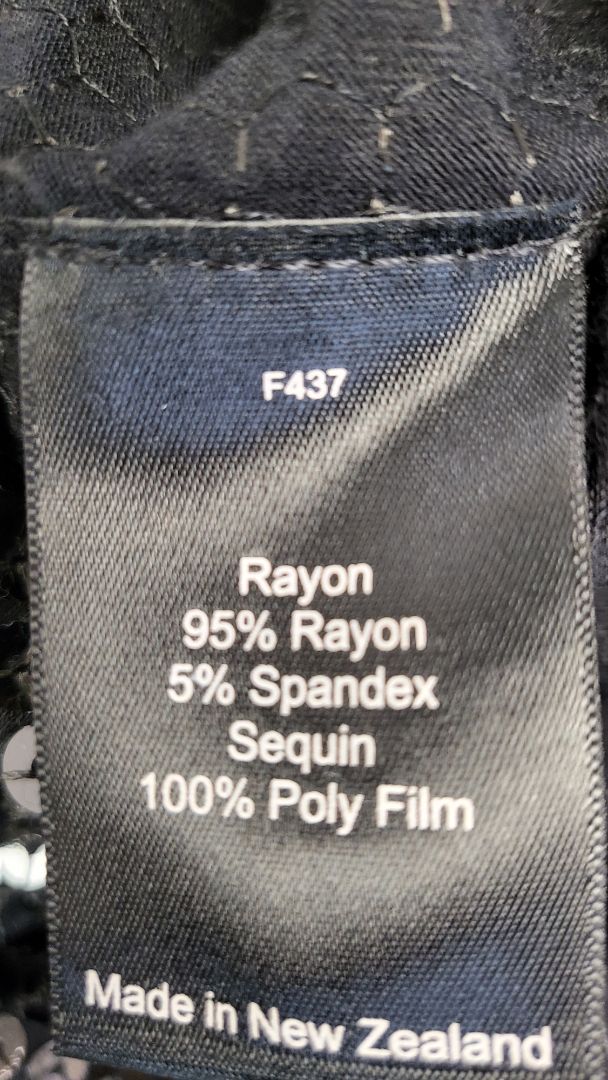 F437
Rayon
95% Rayon
5% Spandex
Sequin
100% Poly Film
Made in New Zealand